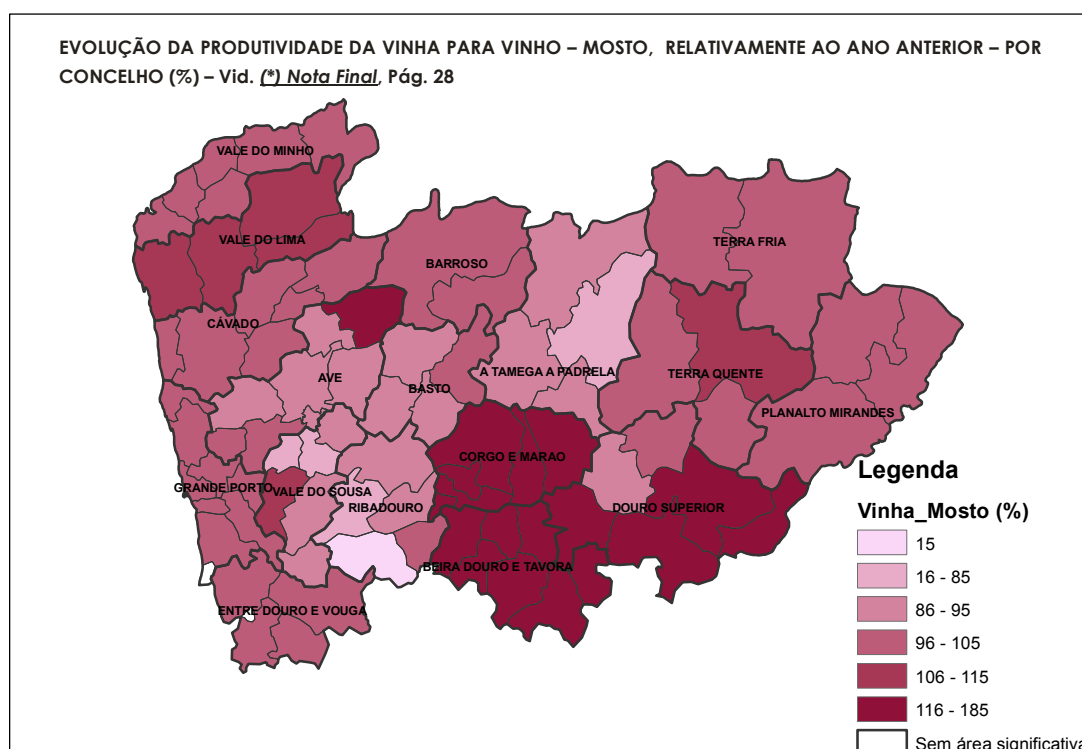 EVOLUÇÃO DA PRODUTIVIDADE DA VINHA PARA VINHO – MOSTO, RELATIVAMENTE AO ANO ANTERIOR – POR
CONCELHO (%) – Vid. (*) Nota Final, Pág. 28
VALE DO MINHO
VALE DO LIMA
TERRA FRIA
BARROSO
CÁVADO
AVE
BASTO
A TAMEGA A PADRELA
TERRA QUENTE
PLANALTO MIRANDES
CORGO E MARAO
GRANDE PORTO
VALE DO SOUSA
RIBADOURO
DOURO SUPERIOR
BEIRA DOURO E TAVORA
ENTRE DOURO E VOUGA
Legenda
Vinha_Mosto (%)
15
16 - 85
86 - 95
96 - 105
106 - 115
116 - 185
Sem área significativa